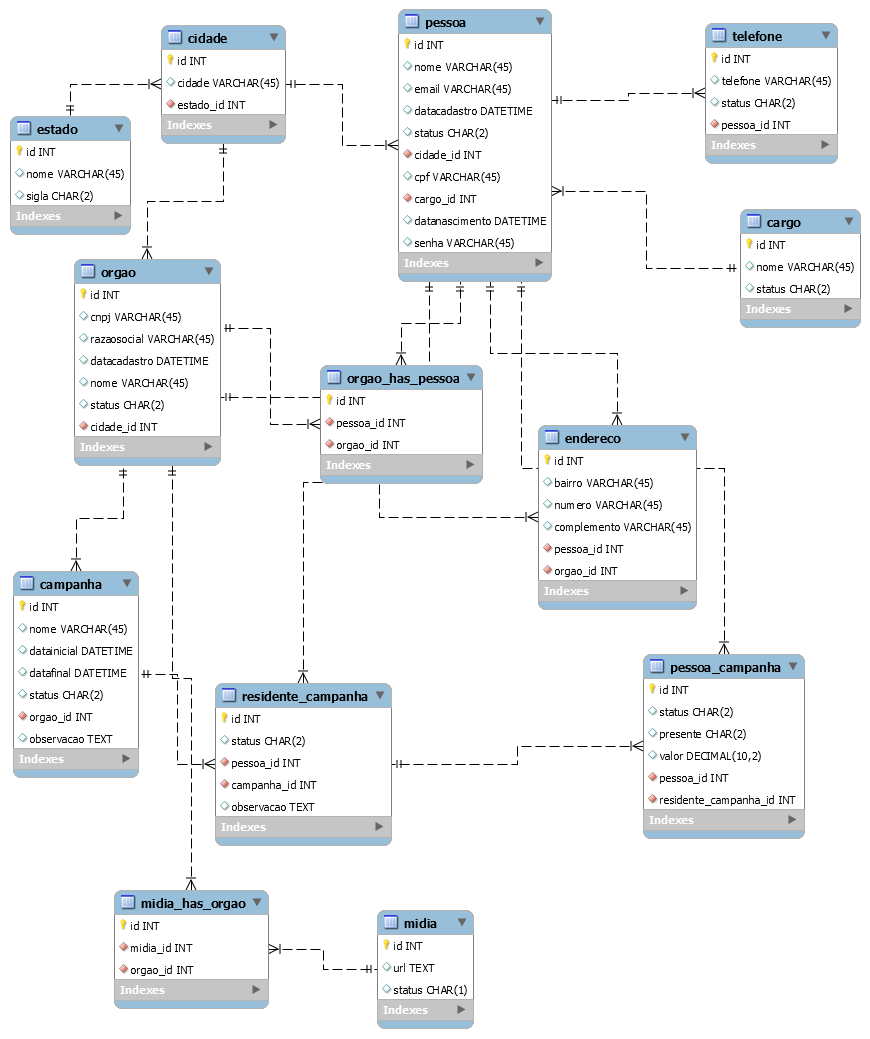 cidade
id INT
cidade VARCHAR(45)
estado_id INT
Indexes
pessoa
id INT
nome VARCHAR(45)
email VARCHAR(45)
datacadastro DATETIME
status CHAR(2)
cidade_id INT
cpf VARCHAR(45)
cargo_id INT
datanascimento DATETIME
senha VARCHAR(45)
Indexes
telefone
id INT
telefone VARCHAR(45)
status CHAR(2)
pessoa_id INT
Indexes
estado
id INT
nome VARCHAR(45)
sigla CHAR(2)
Indexes
cargo
id INT
nome VARCHAR(45)
status CHAR(2)
Indexes
orgao
id INT
cnpj VARCHAR(45)
razaosocial VARCHAR(45)
datacadastro DATETIME
nome VARCHAR(45)
status CHAR(2)
cidade_id INT
Indexes
orgao_has_pessoa
id INT
pessoa_id INT
orgao_id INT
Indexes
endereco
id INT
bairro VARCHAR(45)
numero VARCHAR(45)
complemento VARCHAR(45)
pessoa_id INT
orgao_id INT
Indexes
campanha
id INT
nome VARCHAR(45)
datainicial DATETIME
datafinal DATETIME
status CHAR(2)
orgao_id INT
observacao TEXT
Indexes
residente_campanha
id INT
status CHAR(2)
pessoa_id INT
campanha_id INT
observacao TEXT
Indexes
pessoa_campanha
id INT
status CHAR(2)
presente CHAR(2)
valor DECIMAL(10,2)
pessoa_id INT
residente_campanha_id INT
Indexes
midia_has_orgao
id INT
midia_id INT
orgao_id INT
Indexes
midia
id INT
url TEXT
status CHAR(1)
Indexes